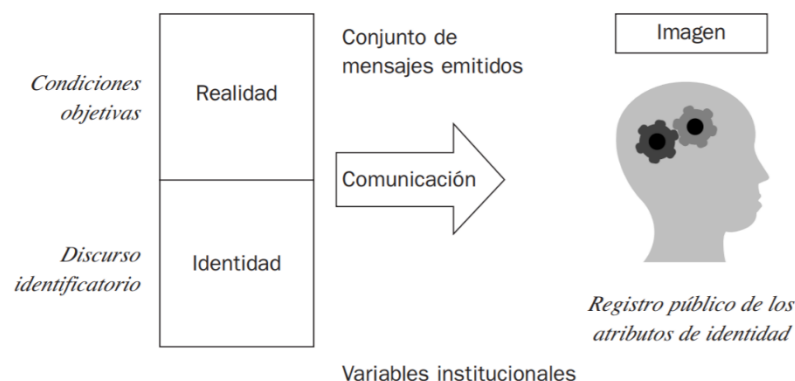 Condiciones
objetivas
Realidad
Discurso
identificatorio
Identidad
Conjunto de
mensajes emitidos
Comunicación
Variables institucionales
Imagen
Registro público de los
atributos de identidad